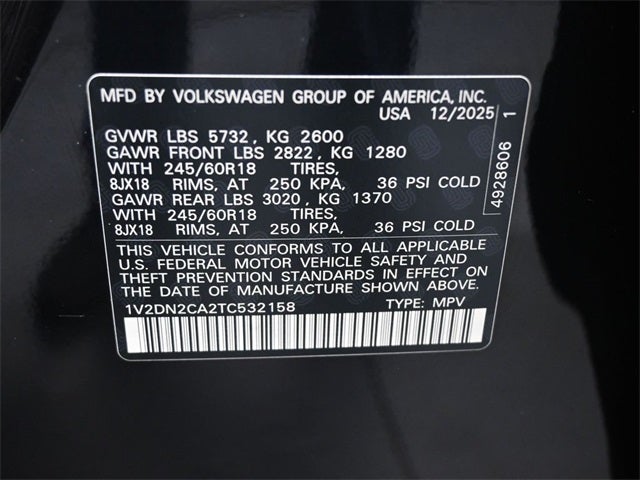 MFD BY VOLKSWAGEN GROUP OF AMERICA, INC.
USA 12/2025
GVWR LBS 5732, KG 2600
GAWR FRONT LBS 2822, KG 1280
WITH 245/60R18 TIRES,
8JX18 RIMS, AT 250 KPA, 36 PSI COLD
GAWR REAR LBS 3020, KG 1370
WITH 245/60R18 TIRES,
8JX18 RIMS, AT 250 KPA, 36 PSI COLD
THIS VEHICLE CONFORMS TO ALL APPLICABLE
U.S. FEDERAL MOTOR VEHICLE SAFETY AND
THEFT PREVENTION STANDARDS IN EFFECT ON
THE DATE OF MANUFACTURE SHOWN ABOVE.
1V2DN2CA2TC532158 TYPE: MPV
4928606 1